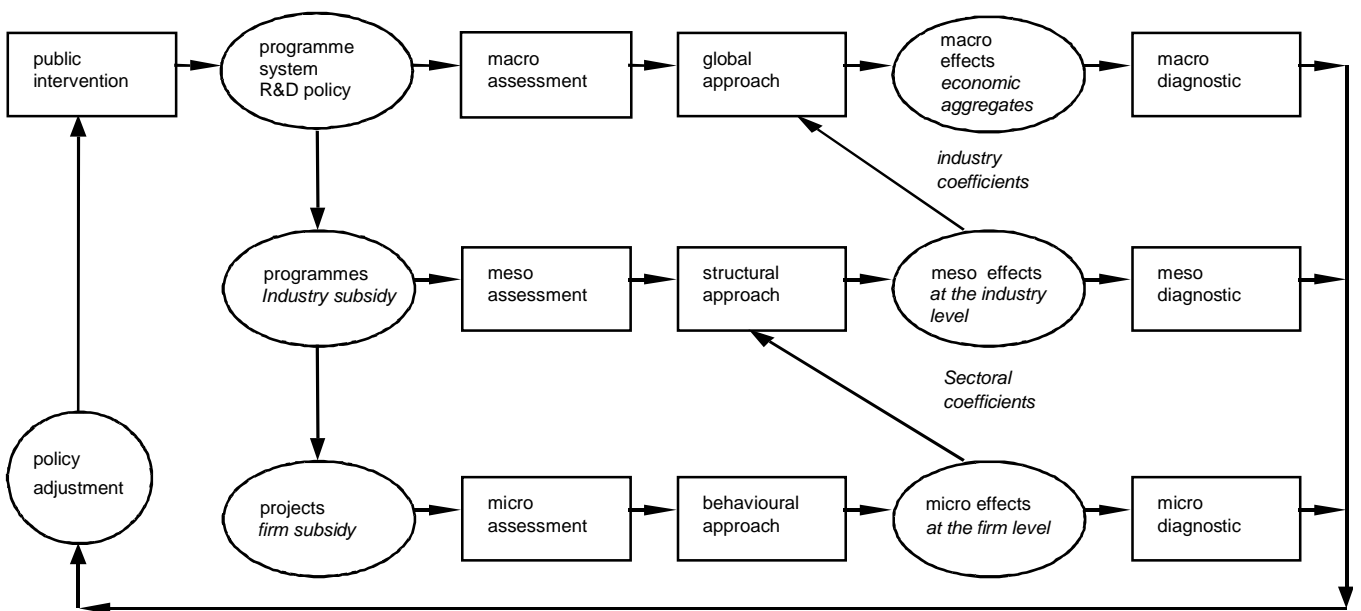 public
intervention
programme
system
R&D policy
macro
assessment
global
approach
macro
effects
economic
aggregates
macro
diagnostic
industry
coefficients
programmes
Industry subsidy
meso
assessment
structural
approach
meso effects
at the industry
level
meso
diagnostic
Sectoral
coefficients
policy
adjustment
projects
firm subsidy
micro
assessment
behavioural
approach
micro effects
at the firm level
micro
diagnostic